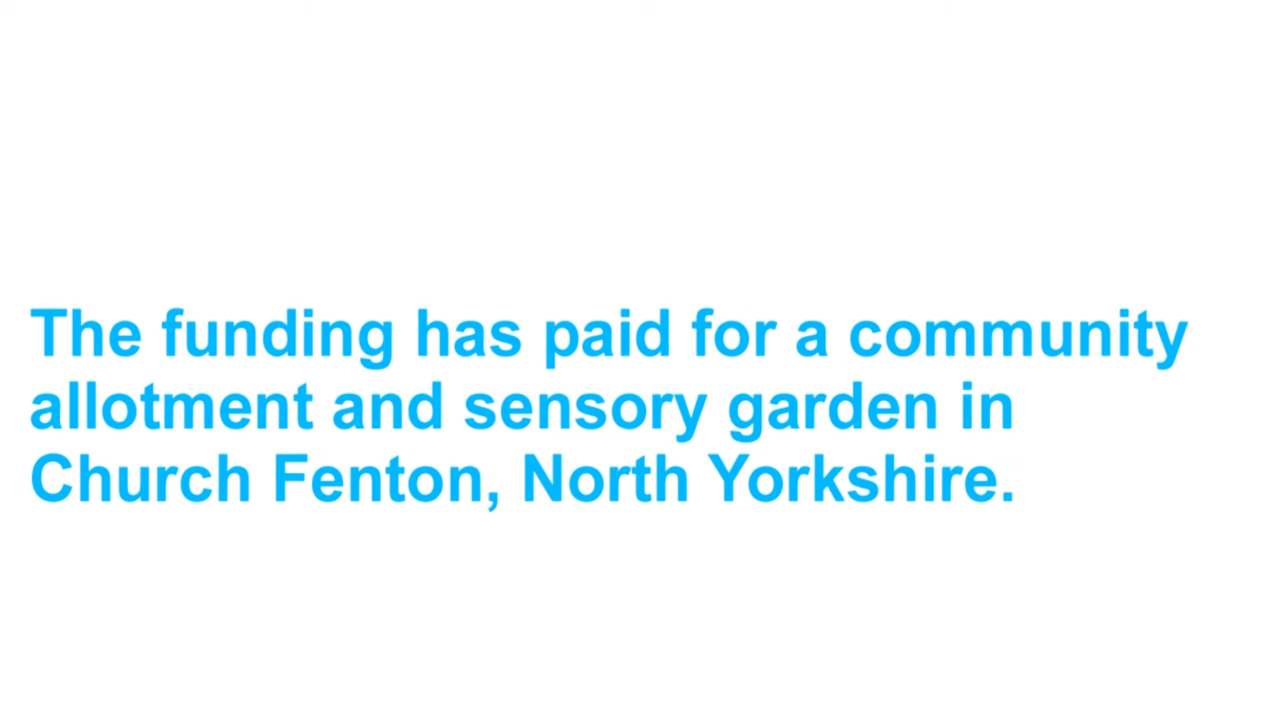 The funding has paid for a community
allotment and sensory garden in
Church Fenton, North Yorkshire.